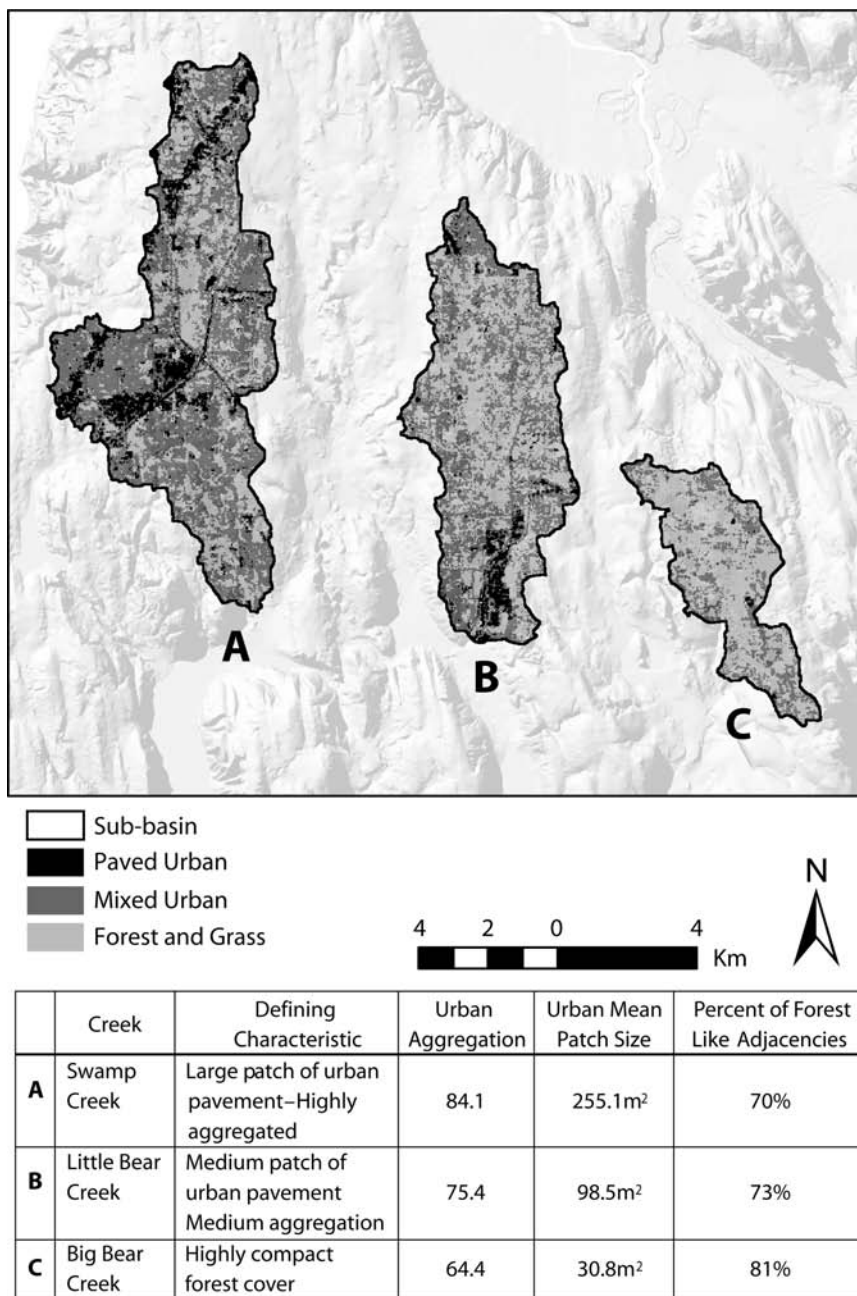 A
B
C
Sub-basin
Paved Urban
Mixed Urban
Forest and Grass
4 2 0 4
Km
N
Creek
Defining
Characteristic
Urban
Aggregation
Urban Mean
Patch Size
Percent of Forest
Like Adjacencies
A
Swamp
Creek
Large patch of urban
pavement–Highly
aggregated
84.1
255.1m²
70%
B
Little Bear
Creek
Medium patch of
urban pavement
Medium aggregation
75.4
98.5m²
73%
C
Big Bear
Creek
Highly compact
forest cover
64.4
30.8m²
81%